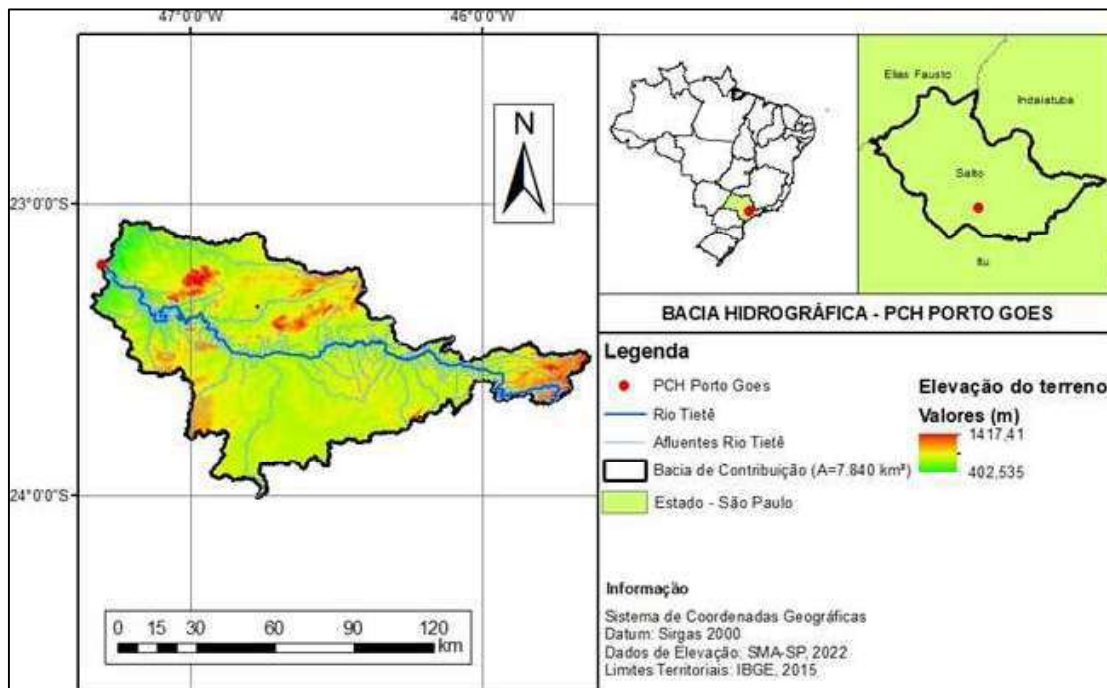 47°0'0"W
46°0'0"W
N
23°0'0"S
24°0'0"S
0 15 30 60 90 120
km
Elias Fausto
Indaiatuba
Salto
Itu
BACIA HIDROGRÁFICA - PCH PORTO GOES
Legenda
PCH Porto Goes
Rio Tietê
Afluentes Rio Tietê
Bacia de Contribuição (A=7.840 km²)
Estado - São Paulo
Elevação do terreno
Valores (m)
1417,41
402,535
Informação
Sistema de Coordenadas Geográficas
Datum: Sirgas 2000
Dados de Elevação: SMA-SP, 2022
Limites Territoriais: IBGE, 2015